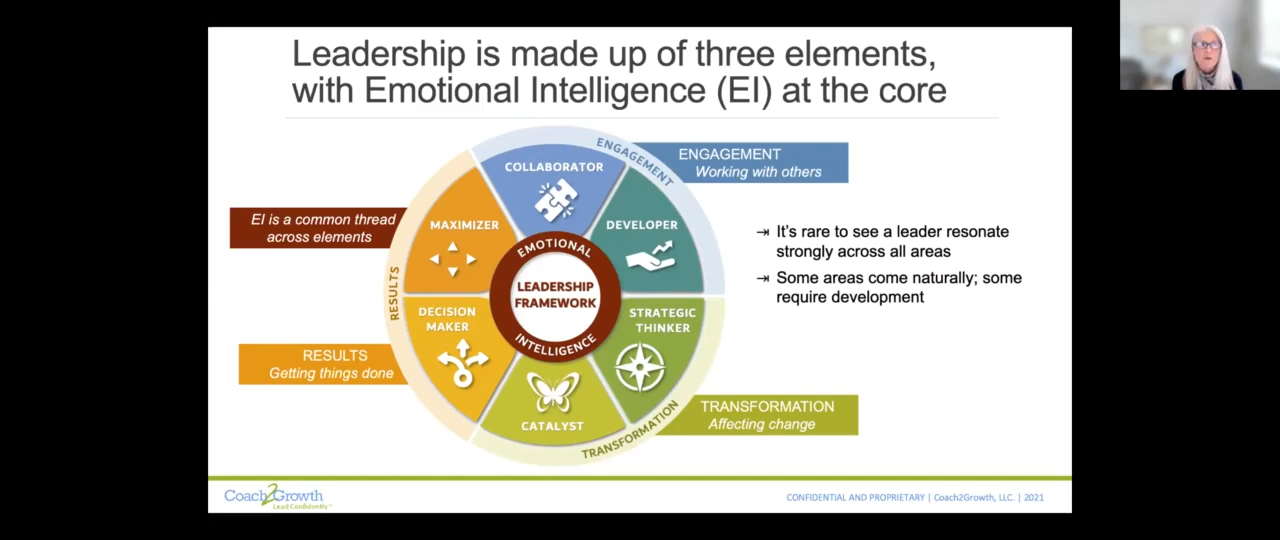 Leadership is made up of three elements,
with Emotional Intelligence (EI) at the core
ENGAGEMENT
COLLABORATOR
ENGAGEMENT
Working with others
EI is a common thread
across elements
MAXIMIZER
DEVELOPER
→ It's rare to see a leader resonate
strongly across all areas
→ Some areas come naturally; some
require development
EMOTIONAL
LEADERSHIP
FRAMEWORK
INTELLIGENCE
RESULTS
DECISION
MAKER
STRATEGIC
THINKER
RESULTS
Getting things done
CATALYST
TRANSFORMATION
TRANSFORMATION
Affecting change
Coach2Growth
Lead Confidently™
CONFIDENTIAL AND PROPRIETARY | Coach2Growth, LLC. | 2021